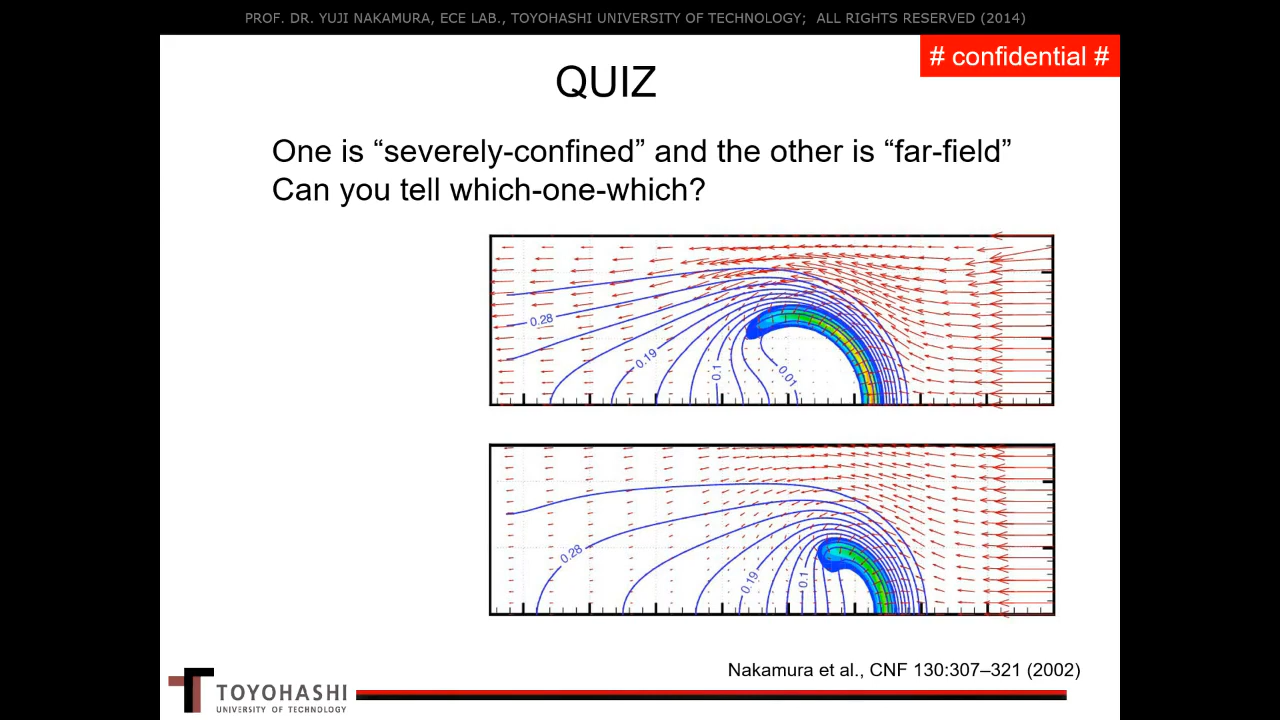 PROF. DR. YUJI NAKAMURA, ECE LAB., TOYOHASHI UNIVERSITY OF TECHNOLOGY; ALL RIGHTS RESERVED (2014)
# confidential #
QUIZ
One is “severely-confined” and the other is “far-field”
Can you tell which-one-which?
0.28
0.19
0.1
0.01
0.28
0.19
0.1
Nakamura et al., CNF 130:307–321 (2002)
TOYOHASHI
UNIVERSITY OF TECHNOLOGY